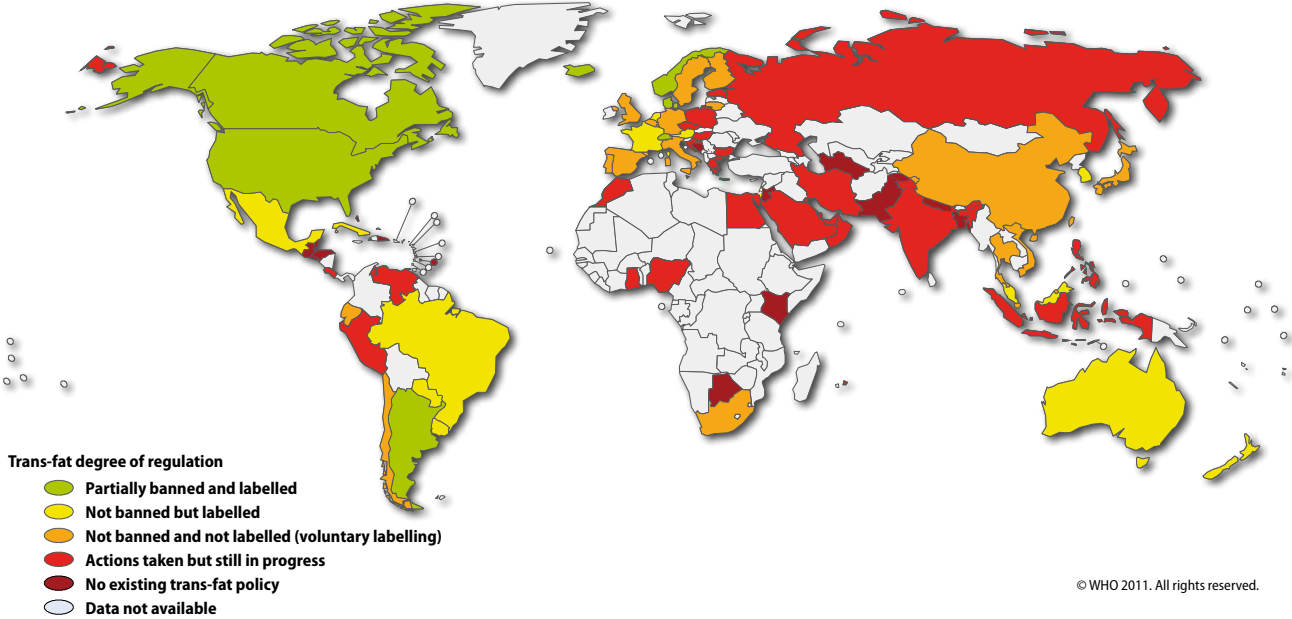 Trans-fat degree of regulation
Partially banned and labelled
Not banned but labelled
Not banned and not labelled (voluntary labelling)
Actions taken but still in progress
No existing trans-fat policy
Data not available
© WHO 2011. All rights reserved.